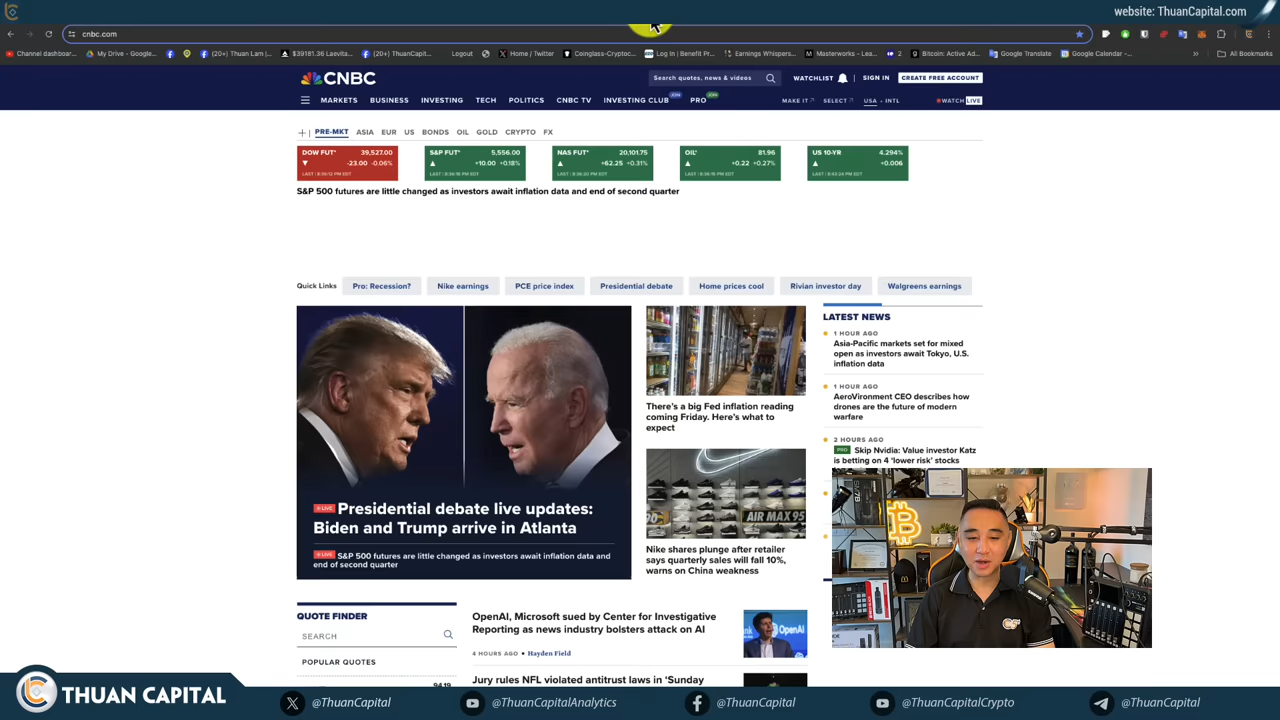 website: ThuanCapital.com
cnbc.com
Channel dashboar...
My Drive – Google...
(20+) Thuan Lam |...
$39181.36 Laevita...
(20+) ThuanCapit...
Logout
Home / Twitter
Coinglass-Cryptoc...
Log In | Benefit Pr...
Earnings Whispers...
Masterworks - Lea...
2
Bitcoin: Active Ad...
Google Translate
Google Calendar -...
All Bookmarks
CNBC
Search quotes, news & videos
WATCHLIST
SIGN IN
CREATE FREE ACCOUNT
MARKETS BUSINESS INVESTING TECH POLITICS CNBC TV INVESTING CLUB JOIN PRO JOIN
MAKE IT SELECT USA • INTL WATCH LIVE
PRE-MKT ASIA EUR US BONDS OIL GOLD CRYPTO FX
DOW FUT* 39,527.00
-23.00 -0.06%
LAST | 8:36:12 PM EDT
S&P FUT* 5,556.00
+10.00 +0.18%
LAST | 8:36:18 PM EDT
NAS FUT* 20,101.75
+62.25 +0.31%
LAST | 8:36:20 PM EDT
OIL* 81.96
+0.22 +0.27%
US 10-YR 4.294%
+0.006
LAST | 8:43:24 PM EDT
S&P 500 futures are little changed as investors await inflation data and end of second quarter
Quick Links
Pro: Recession?
Nike earnings
PCE price index
Presidential debate
Home prices cool
Rivian investor day
Walgreens earnings
LIVE Presidential debate live updates:
Biden and Trump arrive in Atlanta
LIVE S&P 500 futures are little changed as investors await inflation data and
end of second quarter
There's a big Fed inflation reading
coming Friday. Here's what to
expect
AIR MAX 95
Nike shares plunge after retailer
says quarterly sales will fall 10%,
warns on China weakness
LATEST NEWS
1 HOUR AGO
Asia-Pacific markets set for mixed
open as investors await Tokyo, U.S.
inflation data
1 HOUR AGO
AeroVironment CEO describes how
drones are the future of modern
warfare
2 HOURS AGO
PRO Skip Nvidia: Value investor Katz
is betting on 4 'lower risk' stocks
SM7B
QUOTE FINDER
SEARCH
POPULAR QUOTES
94.19
OpenAI, Microsoft sued by Center for Investigative
Reporting as news industry bolsters attack on AI
4 HOURS AGO • Hayden Field
OpenAI
Jury rules NFL violated antitrust laws in 'Sunday
THUAN CAPITAL
@ThuanCapital
@ThuanCapitalAnalytics
@ThuanCapital
@ThuanCapitalCrypto
@ThuanCapital